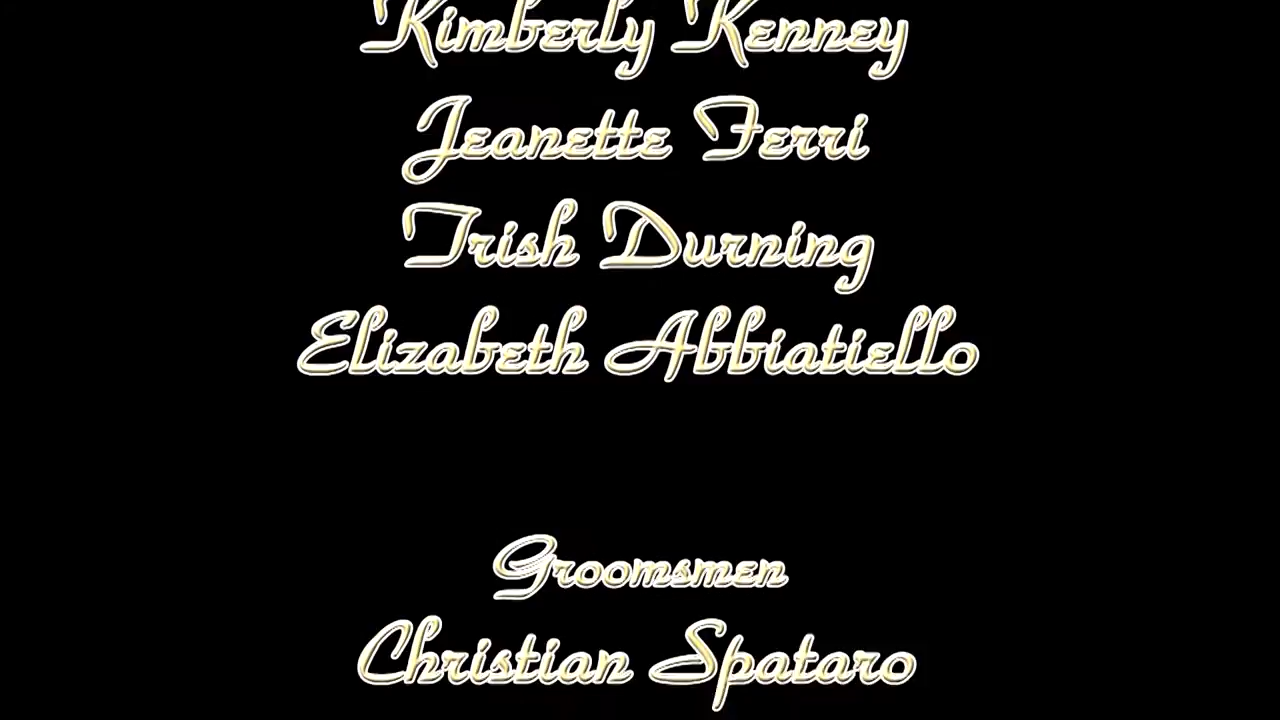 Kimberly Kenney
Jeanette Ferri
Trish Durning
Elizabeth Abbiatiello
Groomsmen
Christian Spataro